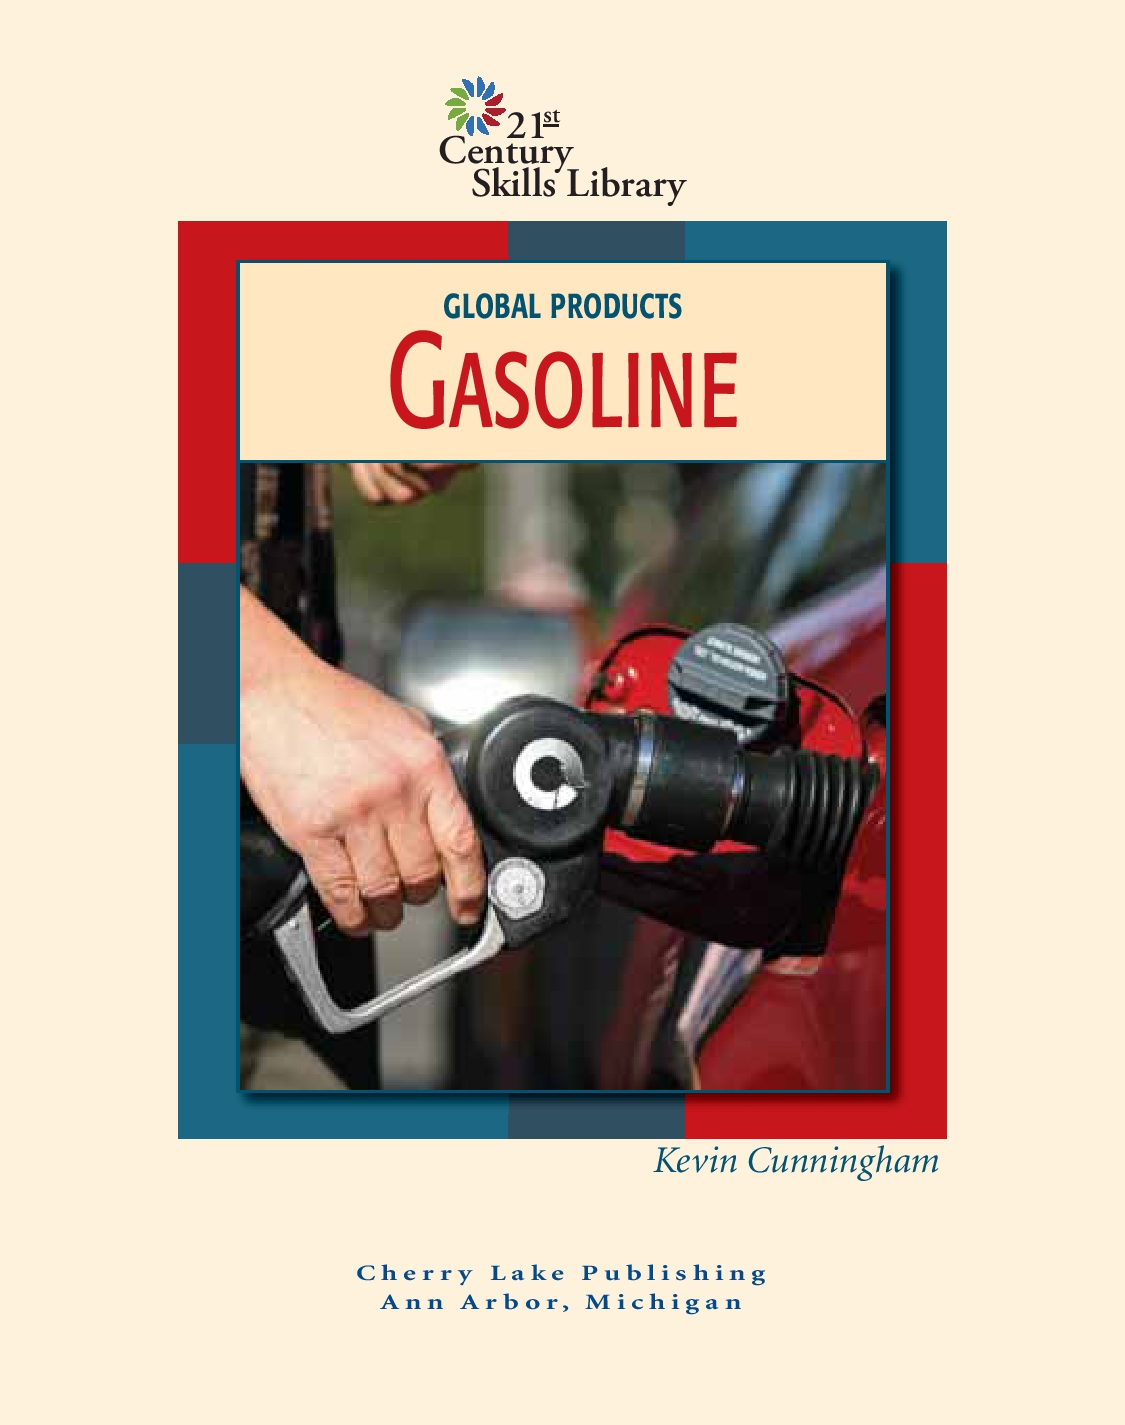 21st
Century
Skills Library
GLOBAL PRODUCTS
GASOLINE
Kevin Cunningham
Cherry Lake Publishing
Ann Arbor, Michigan